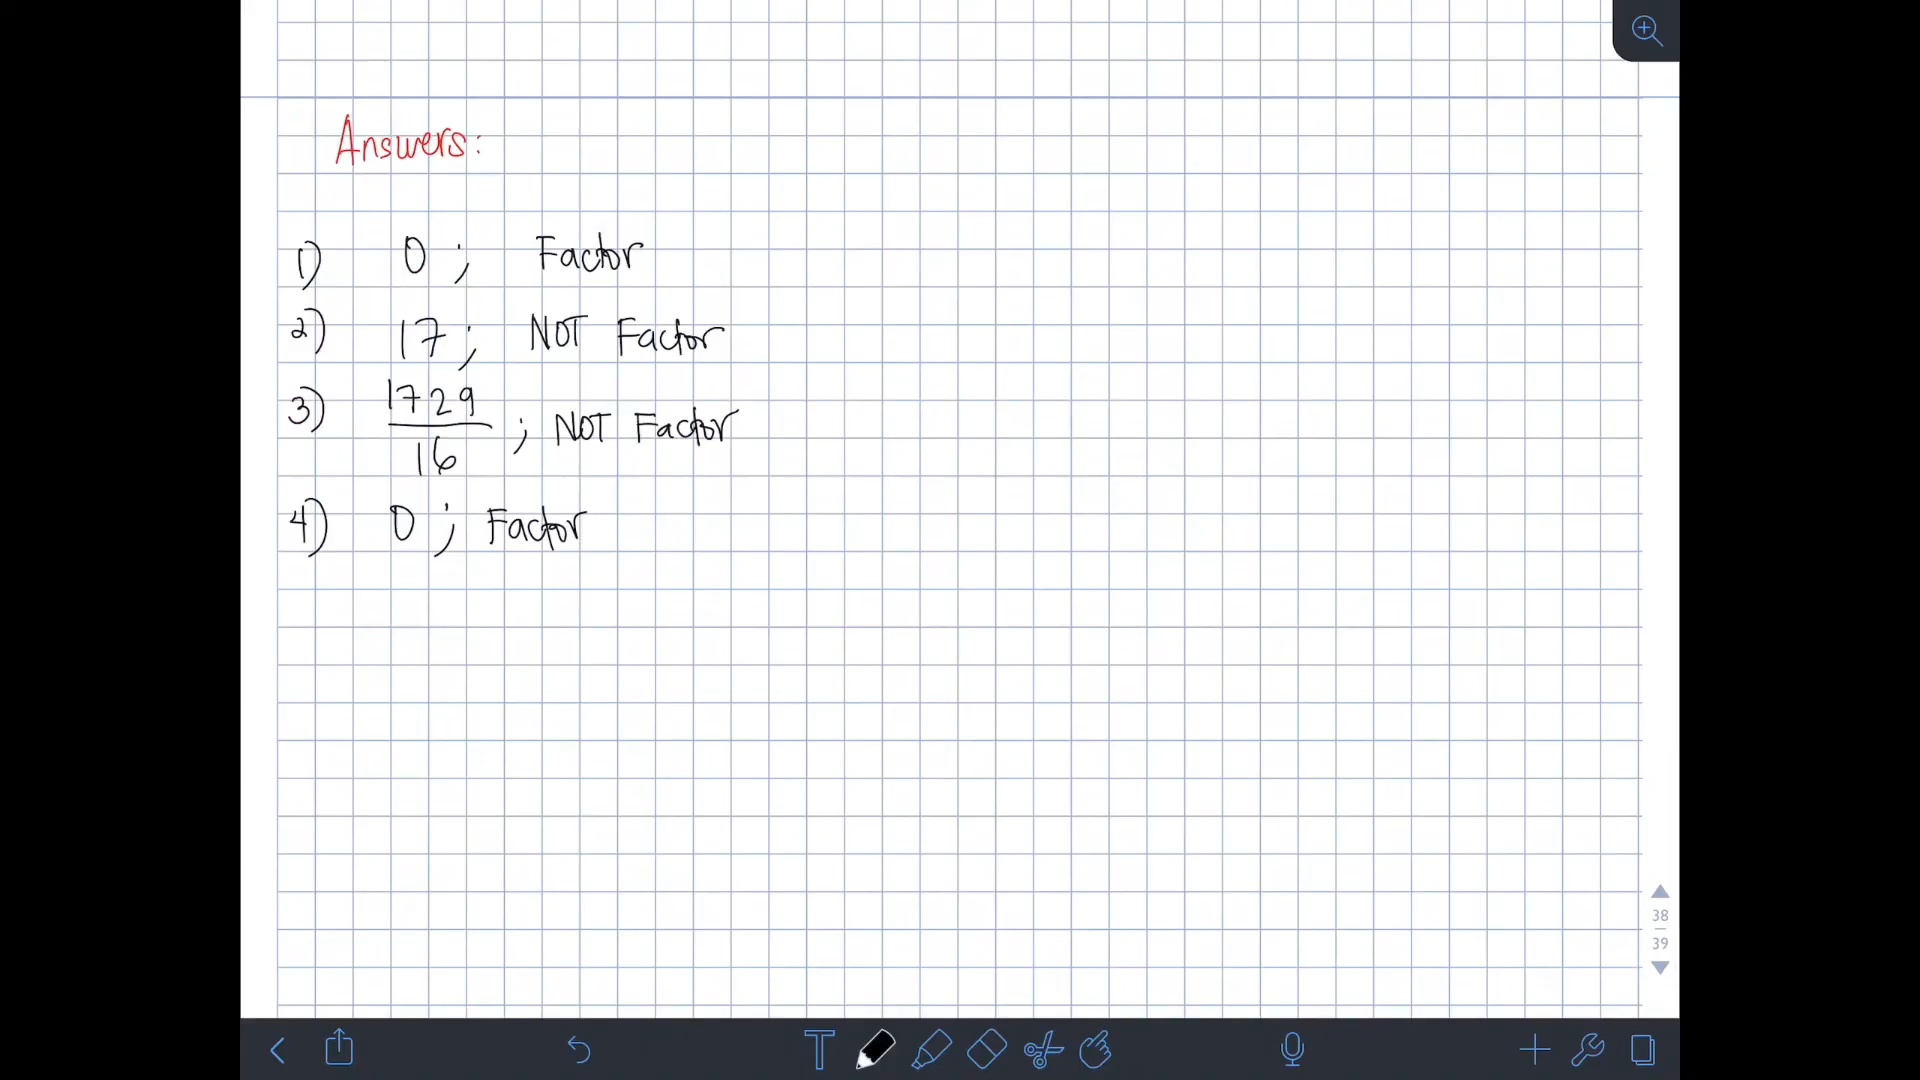 Answers:
1) 0 ; Factor
2) 17 ; NOT Factor
3) 1729/16 ; NOT Factor
4) 0 ; Factor
38
39
T